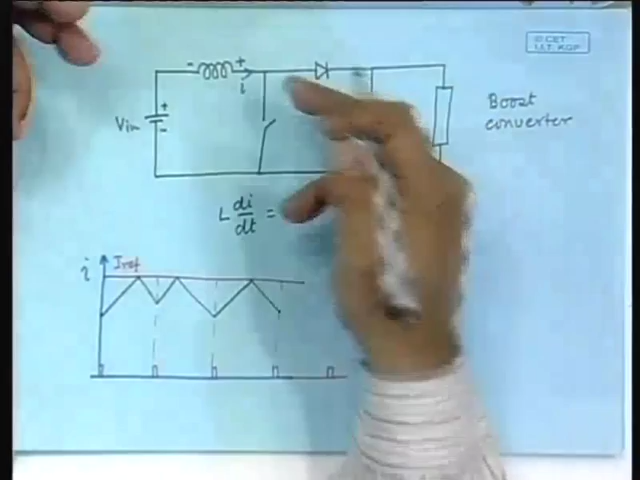 © CET
I.I.T. KGP
- +
i
+
Vin
-
Boost
converter
L di/dt =
i Iref